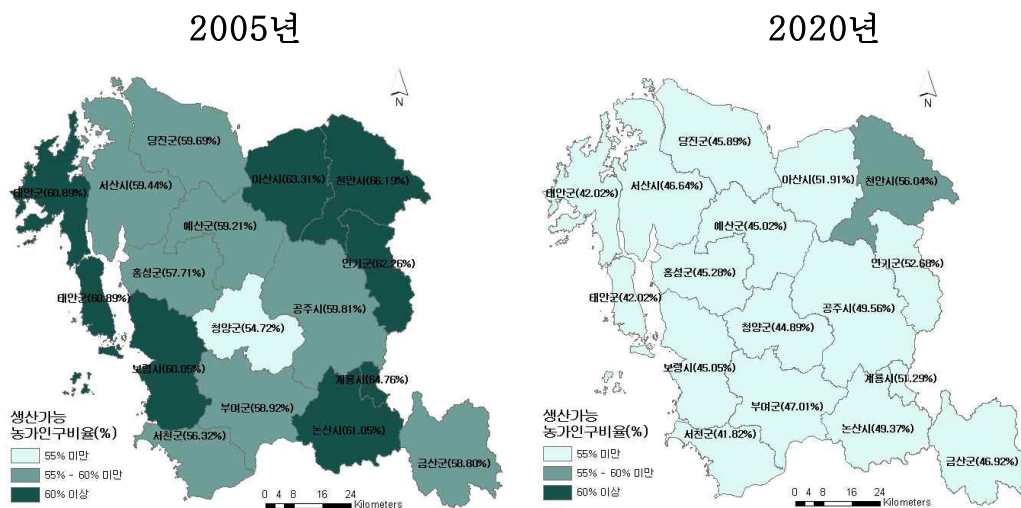 2005년
N
당진군(59.69%)
아산시(63.31%)
천안시(66.19%)
태안군(60.89%)
서산시(59.44%)
예산군(59.21%)
연기군(62.26%)
홍성군(57.71%)
태안군(60.89%)
공주시(59.81%)
청양군(54.72%)
보령시(60.05%)
계룡시(64.76%)
부여군(58.92%)
논산시(61.05%)
서천군(56.32%)
금산군(58.80%)
생산가능
농가인구비율(%)
55% 미만
55% - 60% 미만
60% 이상
0 4 8 16 24
Kilometers
2020년
N
당진군(45.89%)
아산시(51.91%)
천안시(56.04%)
태안군(42.02%)
서산시(46.64%)
예산군(45.02%)
연기군(52.68%)
홍성군(45.28%)
태안군(42.02%)
공주시(49.56%)
청양군(44.89%)
보령시(45.05%)
계룡시(51.29%)
부여군(47.01%)
논산시(49.37%)
서천군(41.82%)
금산군(46.92%)
생산가능
농가인구비율(%)
55% 미만
55% - 60% 미만
60% 이상
0 4 8 16 24
Kilometers